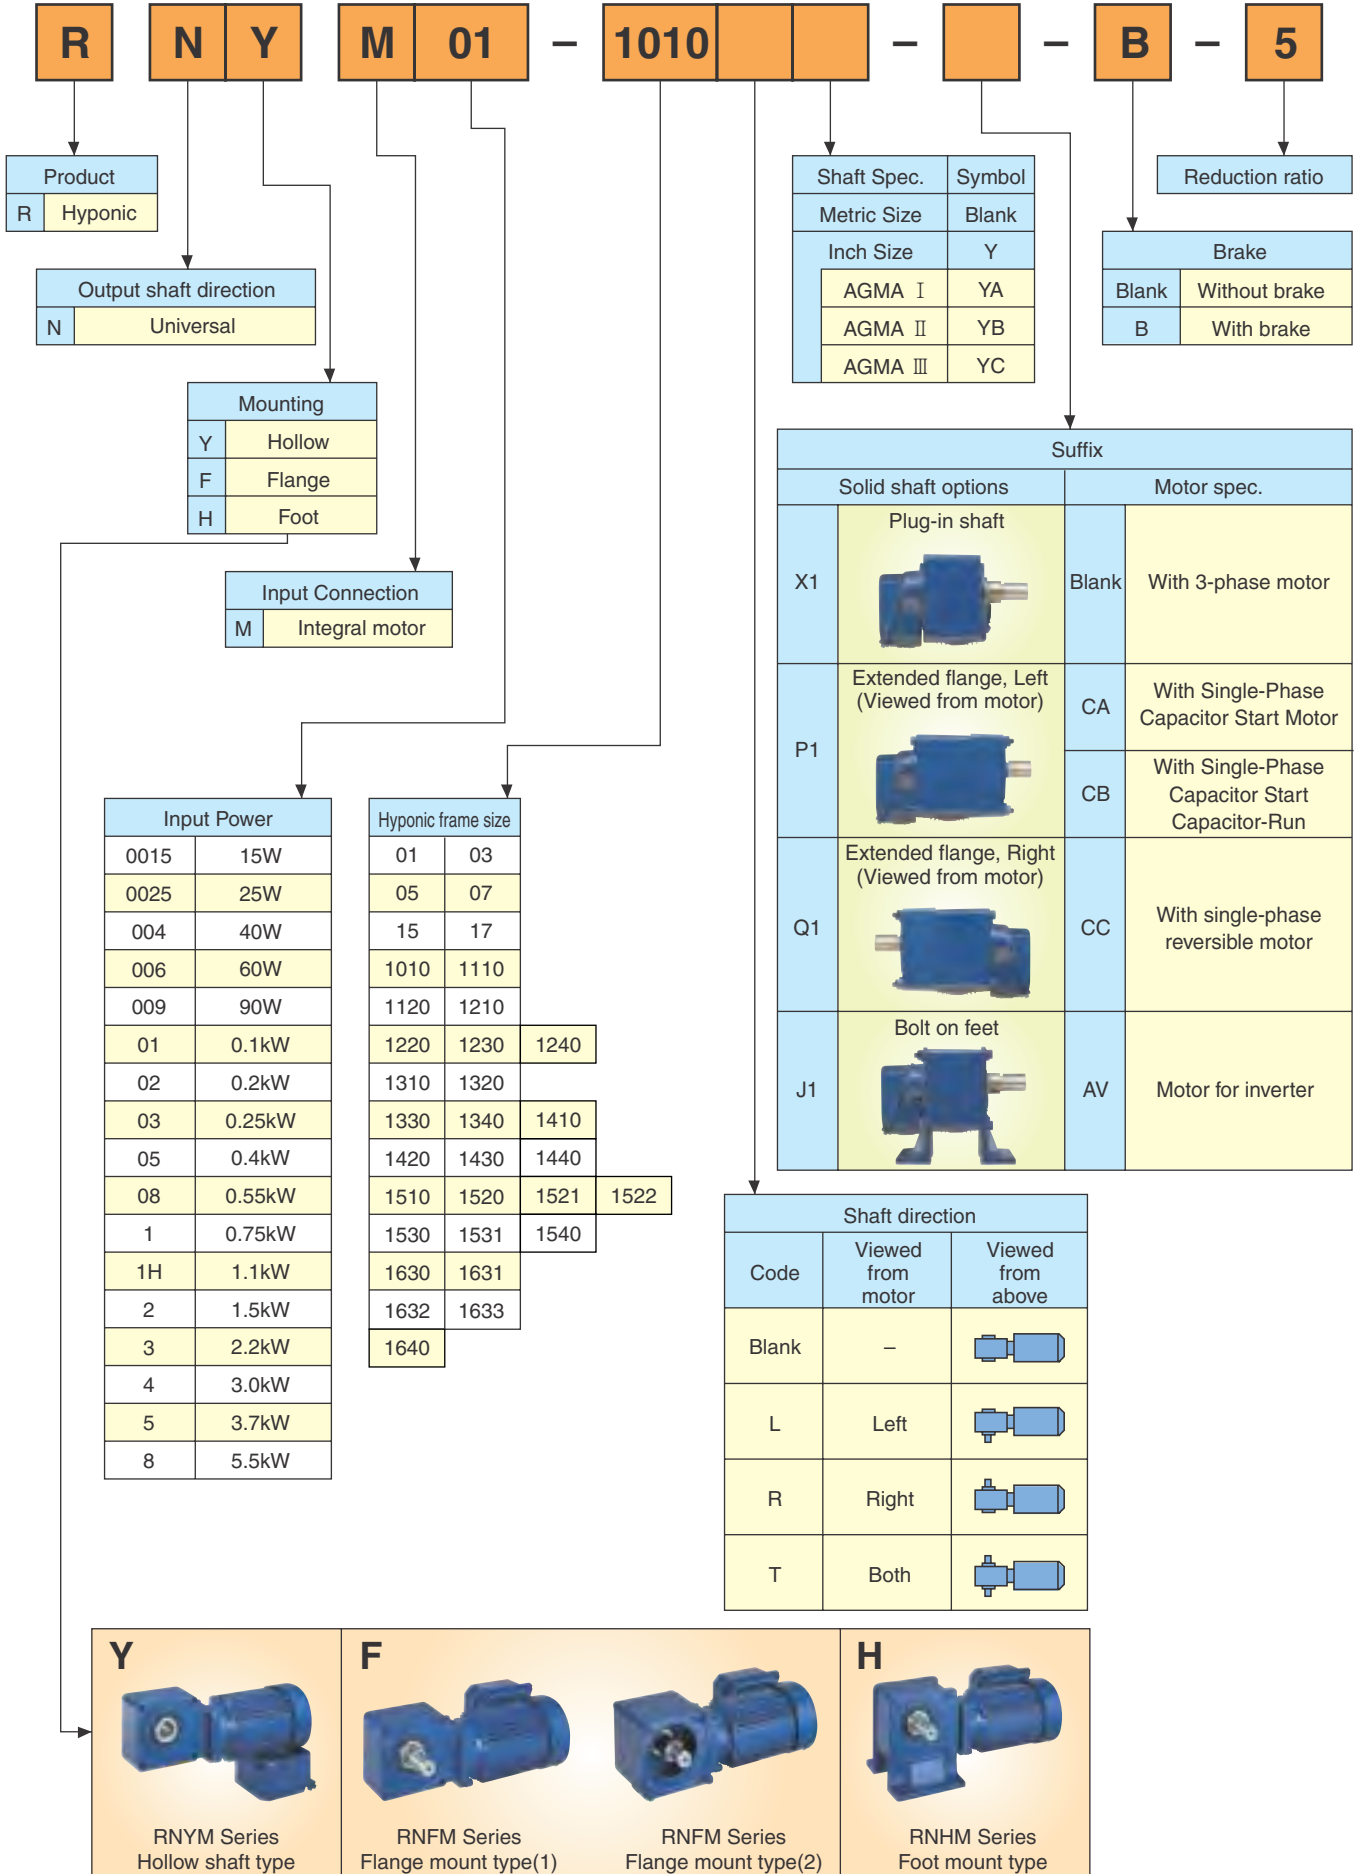 R N Y M 01 – 1010 – – B – 5
Product
R Hyponic
Output shaft direction
N Universal
Mounting
Y Hollow
F Flange
H Foot
Input Connection
M Integral motor
Shaft Spec. Symbol
Metric Size Blank
Inch Size Y
AGMA Ⅰ YA
AGMA Ⅱ YB
AGMA Ⅲ YC
Reduction ratio
Brake
Blank Without brake
B With brake
Suffix
Solid shaft options Motor spec.
X1
Plug-in shaft
Blank With 3-phase motor
P1
Extended flange, Left
(Viewed from motor)
CA
With Single-Phase
Capacitor Start Motor
CB
With Single-Phase
Capacitor Start
Capacitor-Run
Q1
Extended flange, Right
(Viewed from motor)
CC
With single-phase
reversible motor
J1
Bolt on feet
AV Motor for inverter
Input Power
0015 15W
0025 25W
004 40W
006 60W
009 90W
01 0.1kW
02 0.2kW
03 0.25kW
05 0.4kW
08 0.55kW
1 0.75kW
1H 1.1kW
2 1.5kW
3 2.2kW
4 3.0kW
5 3.7kW
8 5.5kW
Hyponic frame size
01 03
05 07
15 17
1010 1110
1120 1210
1220 1230 1240
1310 1320
1330 1340 1410
1420 1430 1440
1510 1520 1521 1522
1530 1531 1540
1630 1631
1632 1633
1640
Shaft direction
Code
Viewed
from
motor
Viewed
from
above
Blank –
L Left
R Right
T Both
Y
RNYM Series
Hollow shaft type
F
RNFM Series
Flange mount type(1)
RNFM Series
Flange mount type(2)
H
RNHM Series
Foot mount type